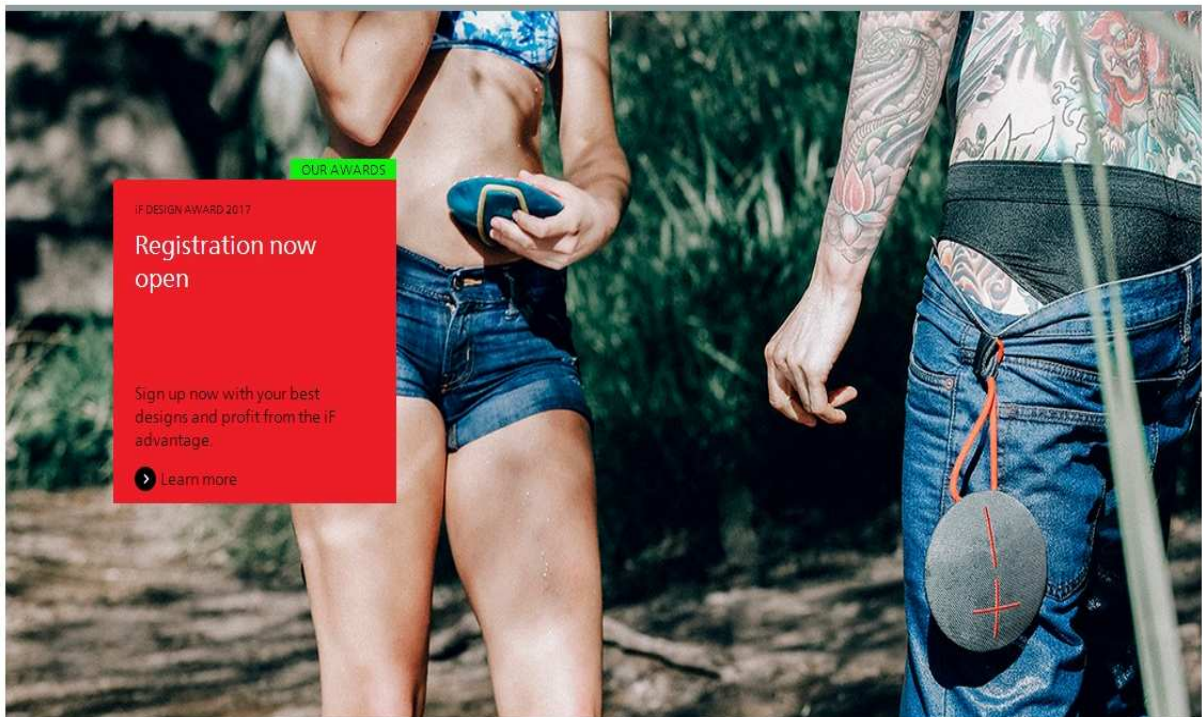 OUR AWARDS
iF DESIGN AWARD 2017
Registration now
open
Sign up now with your best
designs and profit from the iF
advantage.
Learn more